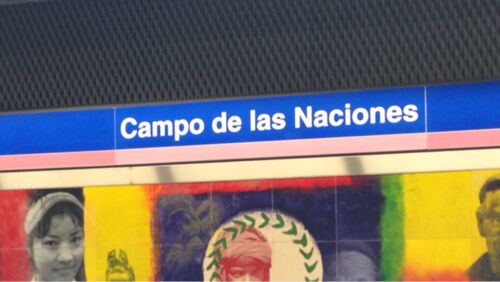 Campo de las Naciones